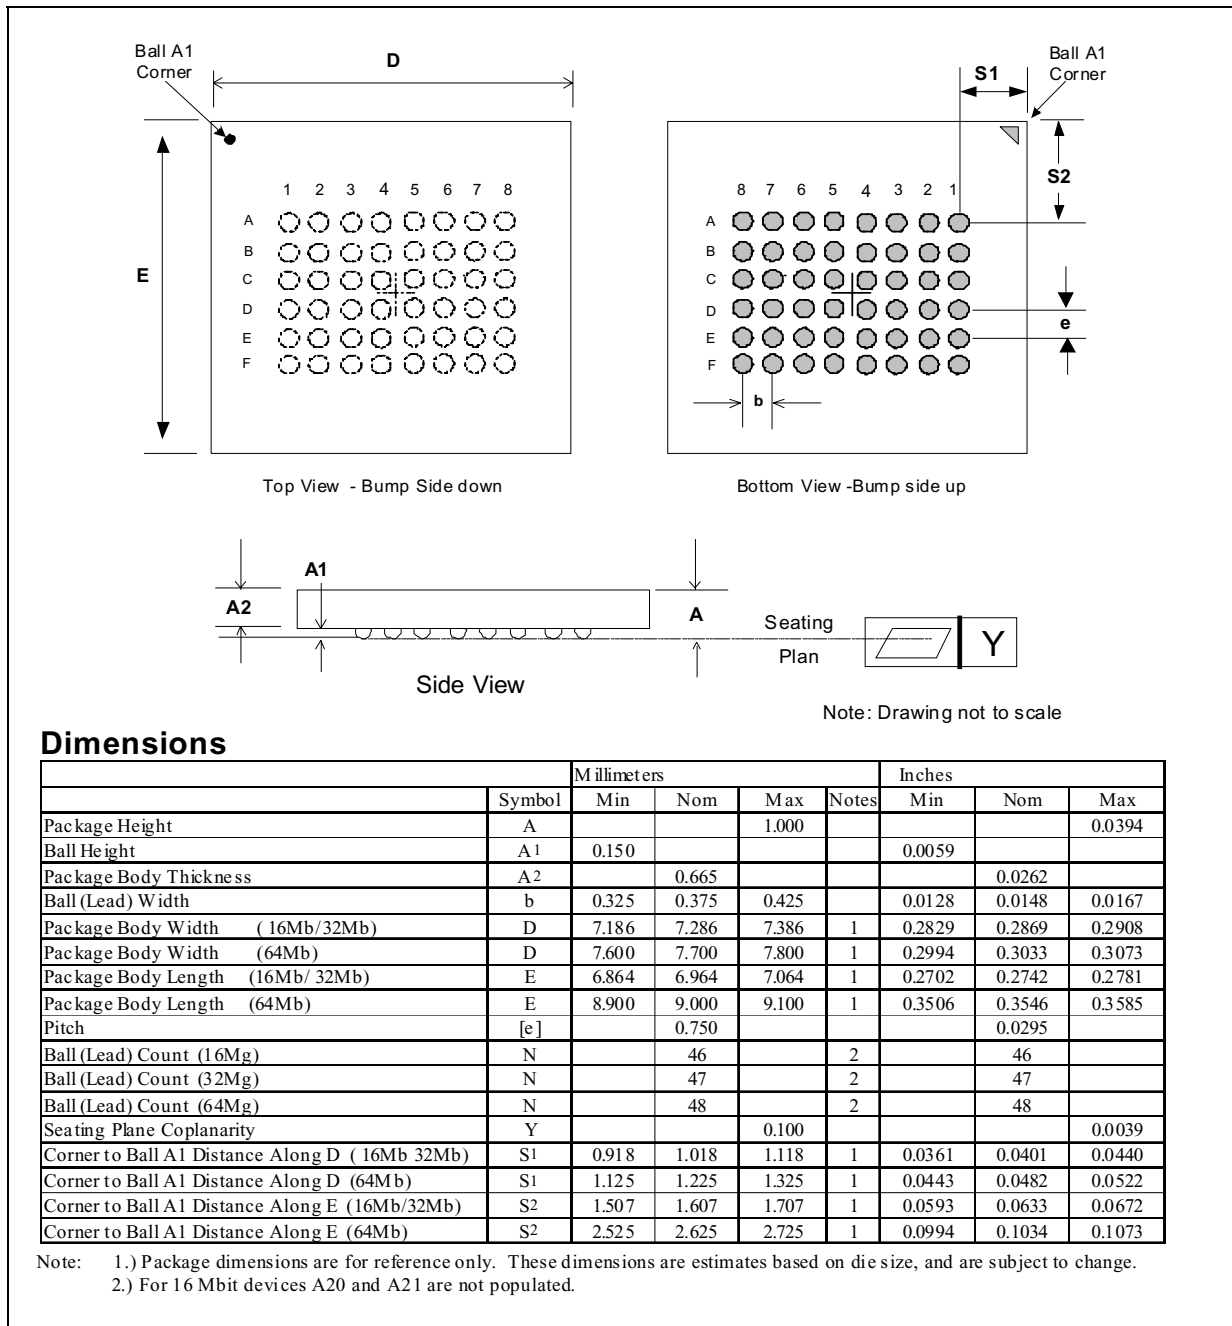 Ball A1
Corner
D
E
1 2 3 4 5 6 7 8
A
B
C
D
E
F
Top View - Bump Side down
Ball A1
Corner
S1
S2
8 7 6 5 4 3 2 1
A
B
C
D
E
F
e
b
Bottom View -Bump side up
A1
A2
A
Seating
Plan
Y
Side View
Note: Drawing not to scale
Dimensions
Millimeters Inches
Symbol Min Nom Max Notes Min Nom Max
Package Height A 1.000 0.0394
Ball Height A1 0.150 0.0059
Package Body Thickness A2 0.665 0.0262
Ball (Lead) Width b 0.325 0.375 0.425 0.0128 0.0148 0.0167
Package Body Width ( 16Mb/32Mb) D 7.186 7.286 7.386 1 0.2829 0.2869 0.2908
Package Body Width (64Mb) D 7.600 7.700 7.800 1 0.2994 0.3033 0.3073
Package Body Length (16Mb/ 32Mb) E 6.864 6.964 7.064 1 0.2702 0.2742 0.2781
Package Body Length (64Mb) E 8.900 9.000 9.100 1 0.3506 0.3546 0.3585
Pitch [e] 0.750 0.0295
Ball (Lead) Count (16Mg) N 46 2 46
Ball (Lead) Count (32Mg) N 47 2 47
Ball (Lead) Count (64Mg) N 48 2 48
Seating Plane Coplanarity Y 0.100 0.0039
Corner to Ball A1 Distance Along D ( 16Mb 32Mb) S1 0.918 1.018 1.118 1 0.0361 0.0401 0.0440
Corner to Ball A1 Distance Along D (64Mb) S1 1.125 1.225 1.325 1 0.0443 0.0482 0.0522
Corner to Ball A1 Distance Along E (16Mb/32Mb) S2 1.507 1.607 1.707 1 0.0593 0.0633 0.0672
Corner to Ball A1 Distance Along E (64Mb) S2 2.525 2.625 2.725 1 0.0994 0.1034 0.1073
Note: 1.) Package dimensions are for reference only. These dimensions are estimates based on die size, and are subject to change.
2.) For 16 Mbit devices A20 and A21 are not populated.